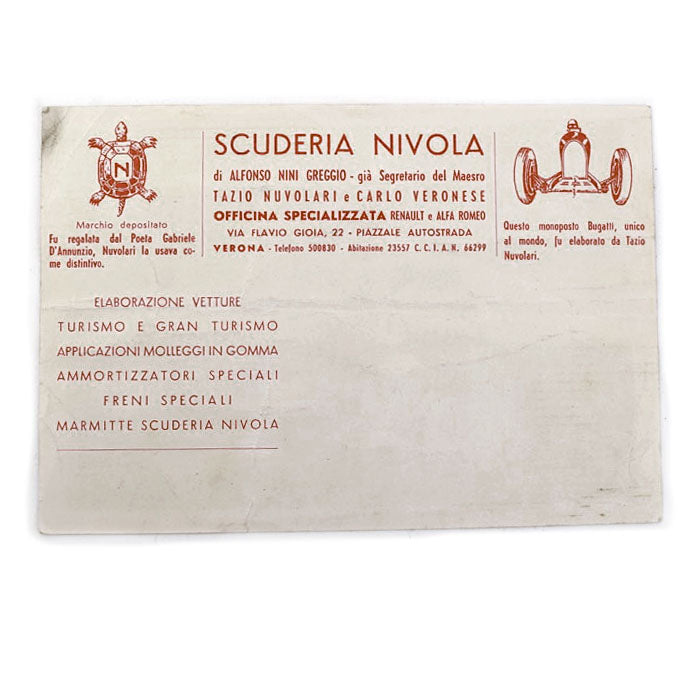 N
Marchio depositato
Fu regalata dal Poeta Gabriele
D'Annunzio, Nuvolari la usava co-
me distintivo.
SCUDERIA NIVOLA
di ALFONSO NINI GREGGIO - già Segretario del Maesro
TAZIO NUVOLARI e CARLO VERONESE
OFFICINA SPECIALIZZATA RENAULT e ALFA ROMEO
VIA FLAVIO GIOIA, 22 - PIAZZALE AUTOSTRADA
VERONA - Telefono 500830 - Abitazione 23557 C. C. I. A. N. 66299
Questo monoposto Bugatti, unico
al mondo, fu elaborato da Tazio
Nuvolari.
ELABORAZIONE VETTURE
TURISMO E GRAN TURISMO
APPLICAZIONI MOLLEGGI IN GOMMA
AMMORTIZZATORI SPECIALI
FRENI SPECIALI
MARMITTE SCUDERIA NIVOLA